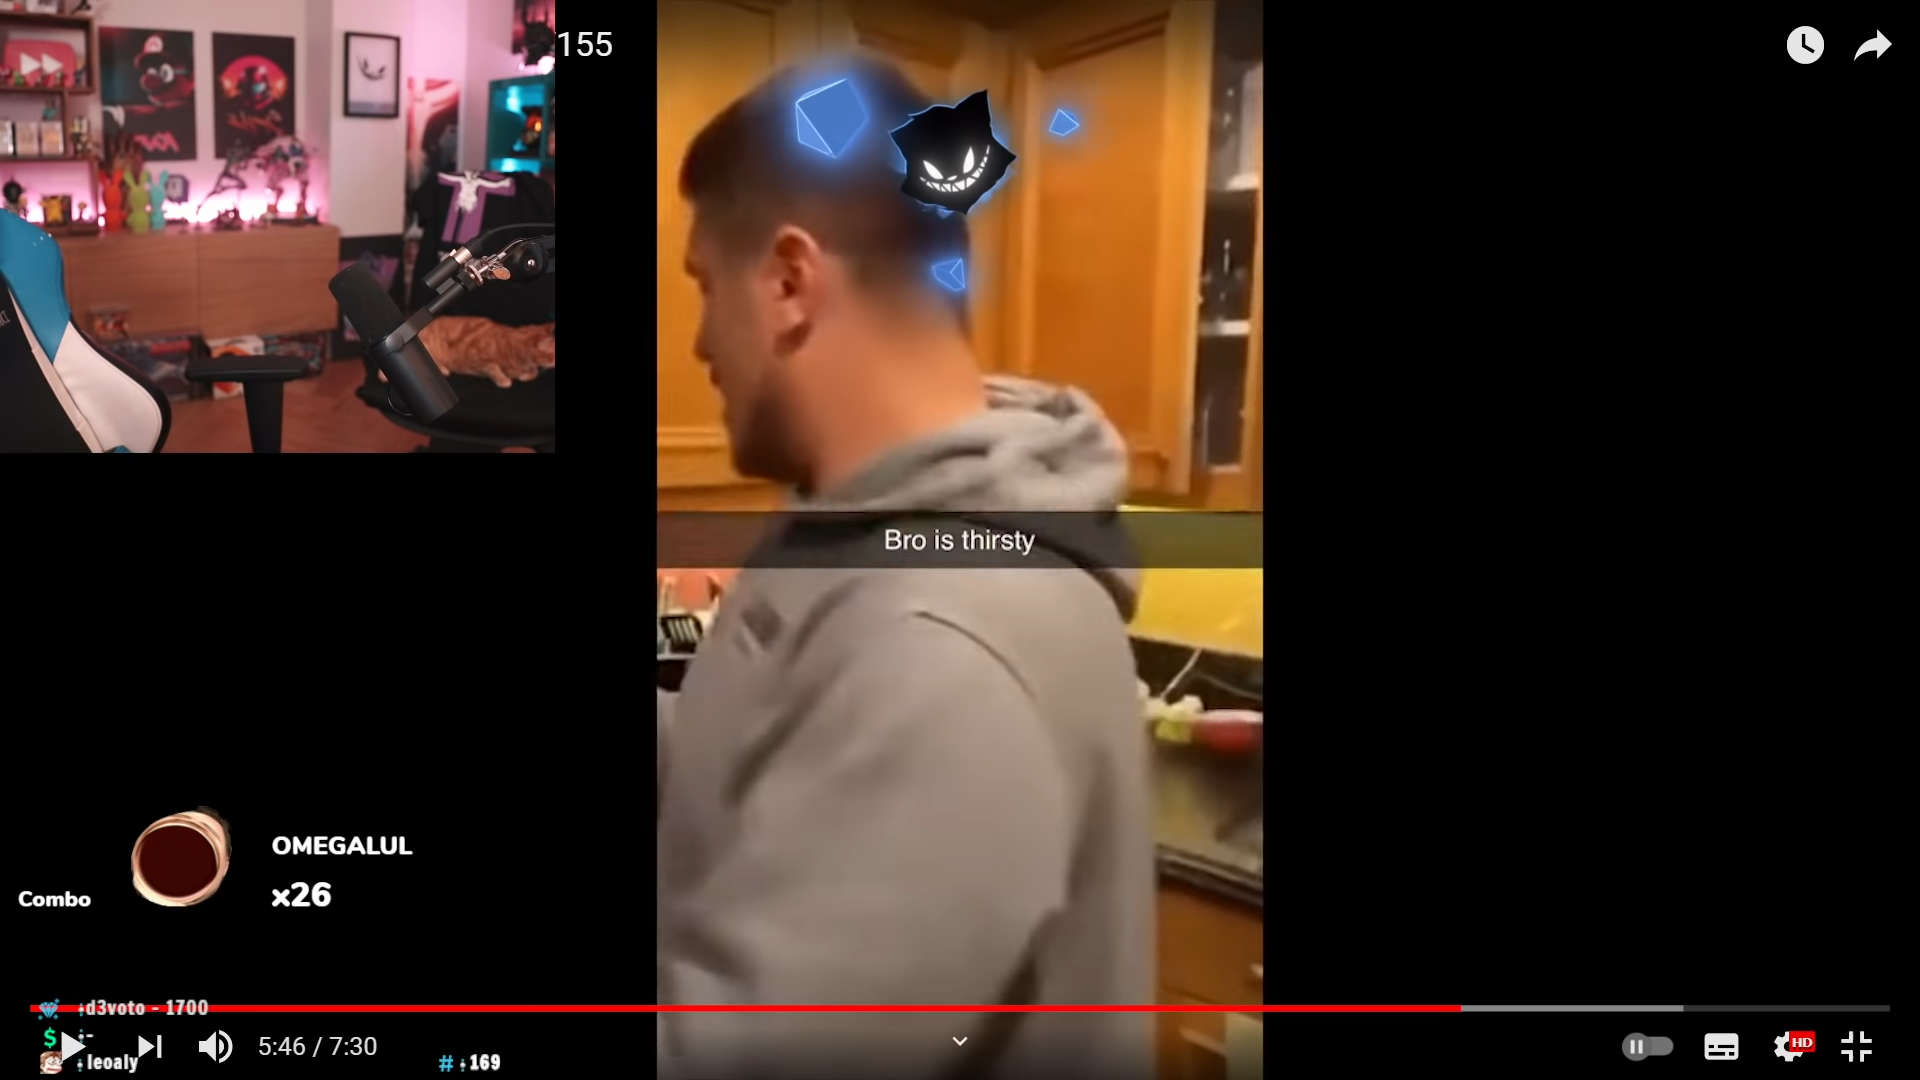 155
Bro is thirsty
OMEGALUL
x26
Combo
d3voto - 1700
$ : -
5:46 / 7:30
HD
: leoaly
# : 169